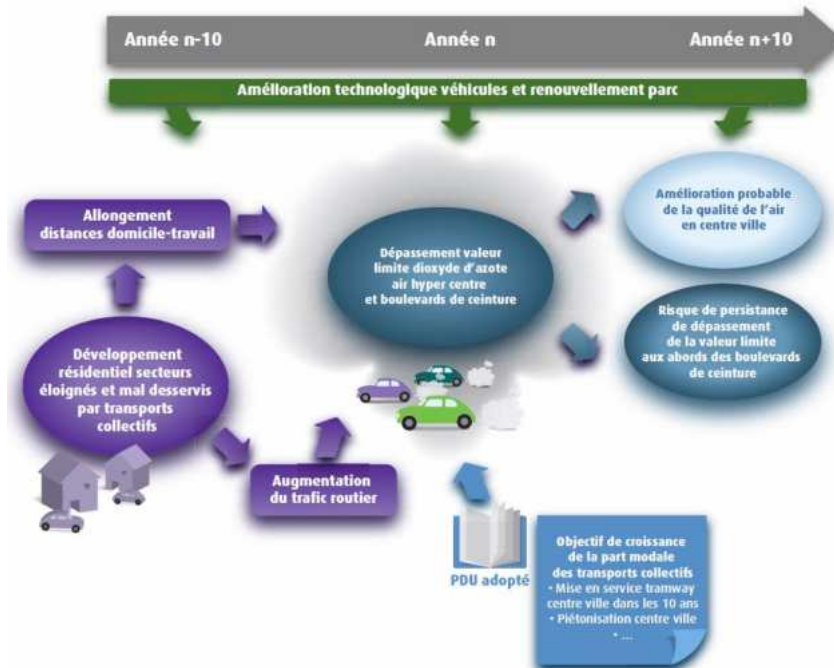 Année n-10
Année n
Année n+10
Amélioration technologique véhicules et renouvellement parc
Allongement
distances domicile-travail
Développement
résidentiel secteurs
éloignés et mal desservis
par transports
collectifs
Augmentation
du trafic routier
Dépassement valeur
limite dioxyde d'azote
air hyper centre
et boulevards de ceinture
Amélioration probable
de la qualité de l'air
en centre ville
Risque de persistance
de dépassement
de la valeur limite
aux abords des boulevards
de ceinture
PDU adopté
Objectif de croissance
de la part modale
des transports collectifs
• Mise en service tramway
centre ville dans les 10 ans
• Piétonisation centre ville
• ...